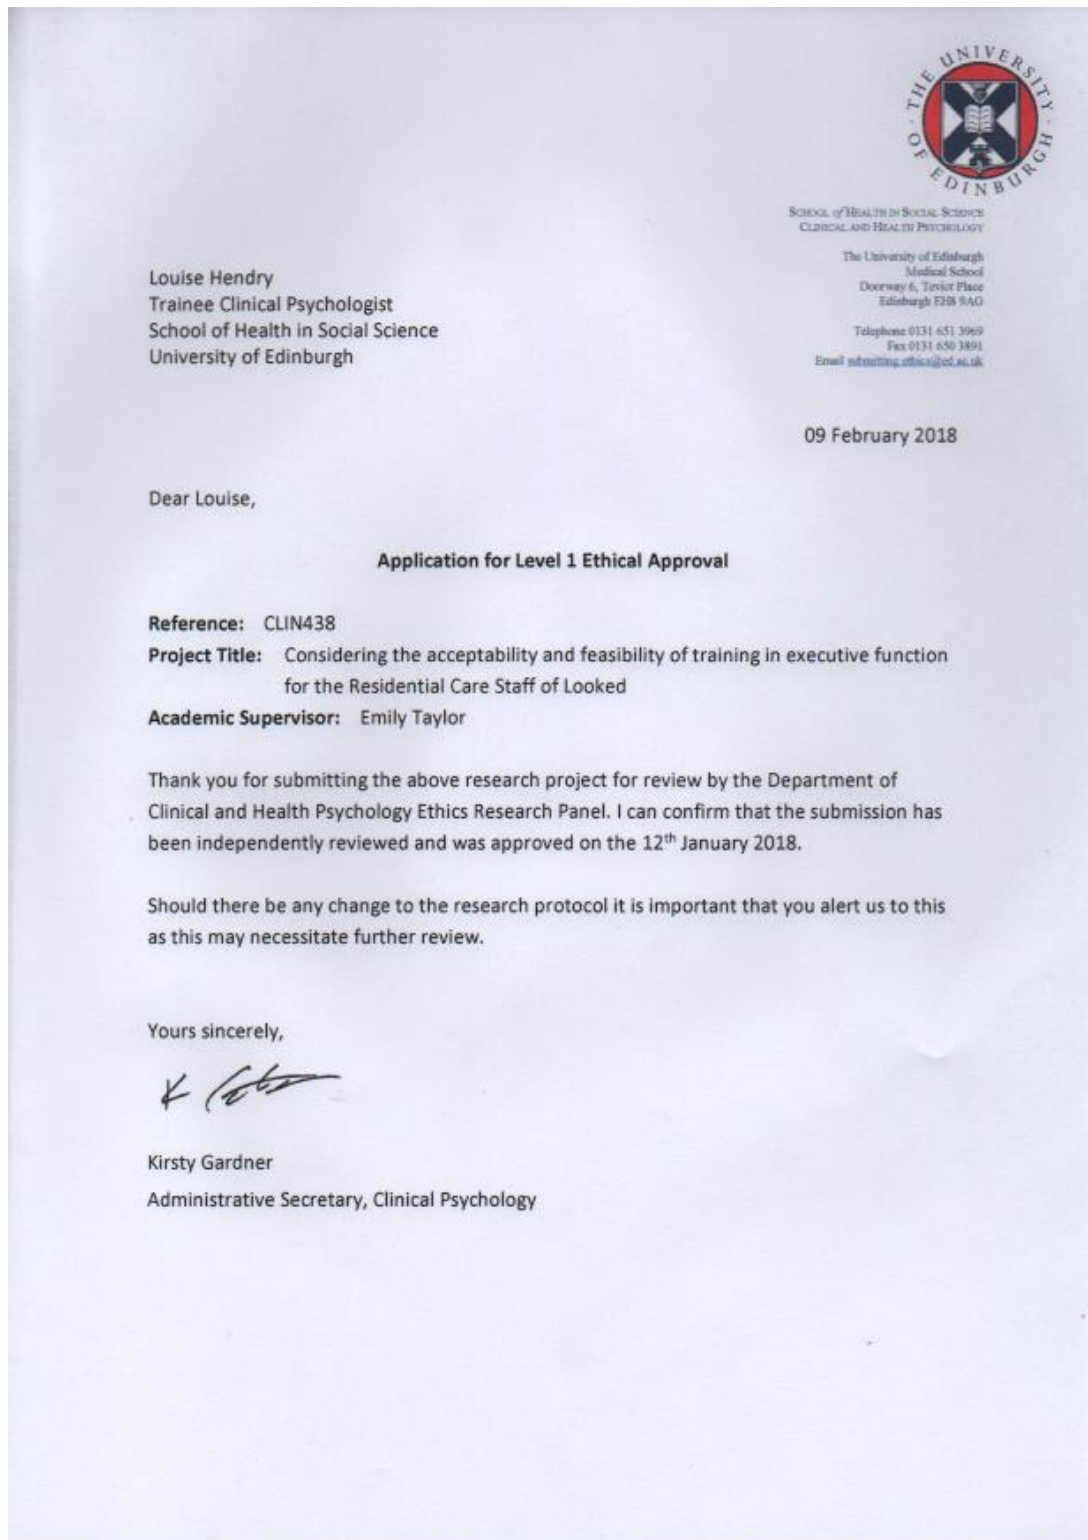 THE UNIVERSITY OF EDINBURGH
SCHOOL of HEALTH IN SOCIAL SCIENCE
CLINICAL AND HEALTH PSYCHOLOGY
The University of Edinburgh
Medical School
Doorway 6, Teviot Place
Edinburgh EH8 9AG
Telephone 0131 651 3969
Fax 0131 650 3891
Email submitting.ethics@ed.ac.uk
Louise Hendry
Trainee Clinical Psychologist
School of Health in Social Science
University of Edinburgh
09 February 2018
Dear Louise,
Application for Level 1 Ethical Approval
Reference: CLIN438
Project Title: Considering the acceptability and feasibility of training in executive function
for the Residential Care Staff of Looked
Academic Supervisor: Emily Taylor
Thank you for submitting the above research project for review by the Department of
Clinical and Health Psychology Ethics Research Panel. I can confirm that the submission has
been independently reviewed and was approved on the 12th January 2018.
Should there be any change to the research protocol it is important that you alert us to this
as this may necessitate further review.
Yours sincerely,
Kirsty Gardner
Administrative Secretary, Clinical Psychology